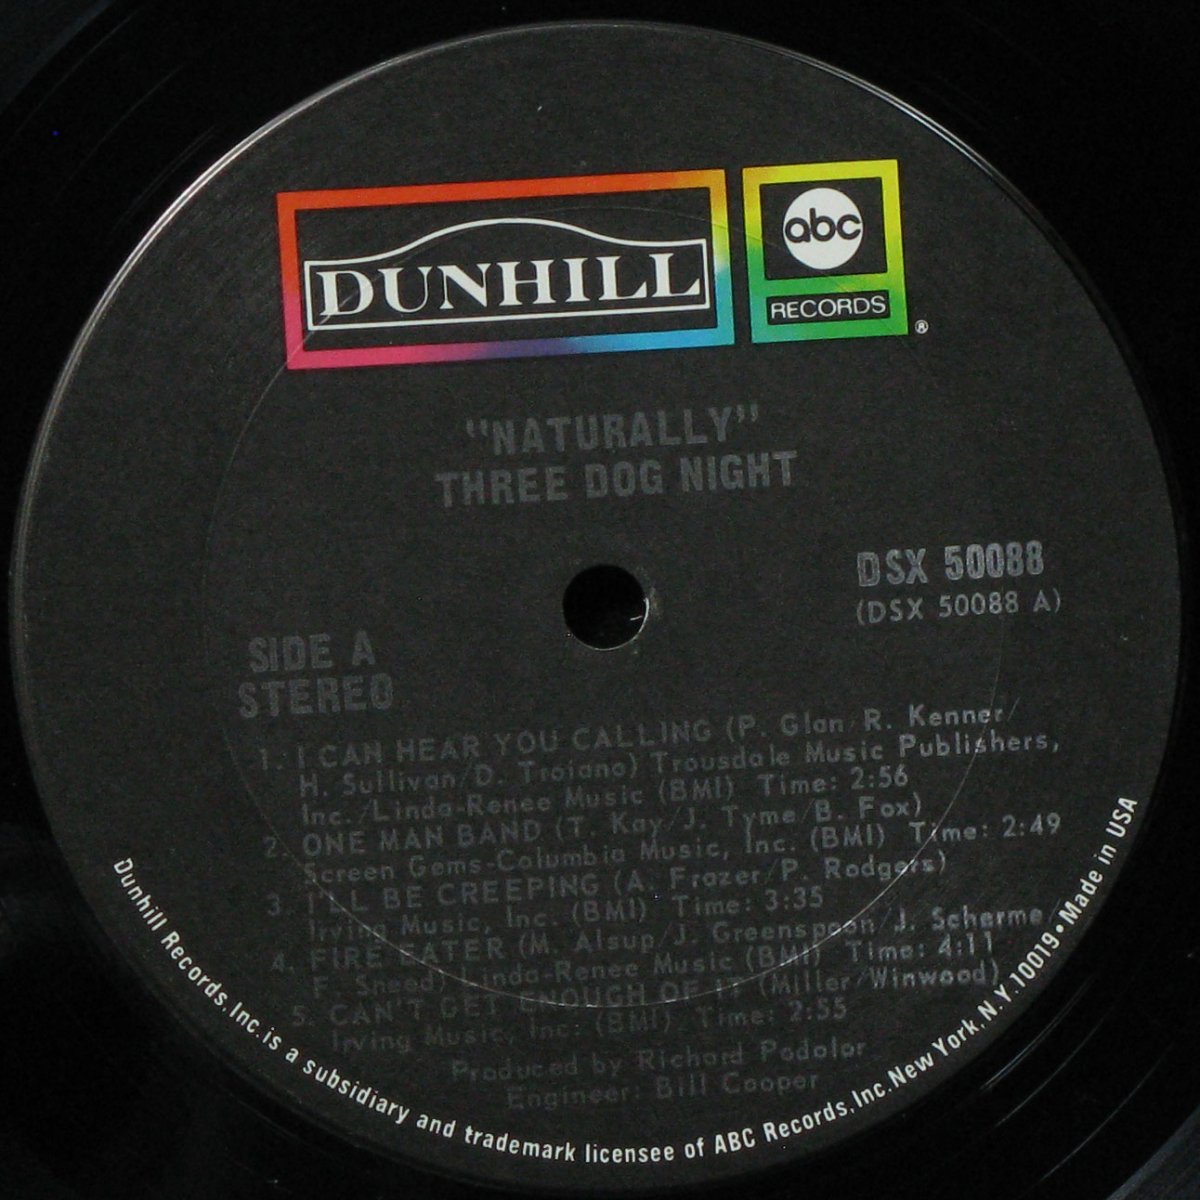 DUNHILL
abc
RECORDS
®
"NATURALLY"
THREE DOG NIGHT
DSX 50088
(DSX 50088 A)
SIDE A
STEREO
1. I CAN HEAR YOU CALLING (P. Glan/R. Kenner/
H. Sullivan/D. Troiano) Trousdale Music Publishers,
Inc./Linda-Renee Music (BMI) Time: 2:56
2. ONE MAN BAND (T. Kay/J. Tyme/B. Fox)
Screen Gems-Columbia Music, Inc. (BMI) Time: 2:49
3. I'LL BE CREEPING (A. Frazer/P. Rodgers)
Irving Music, Inc. (BMI) Time: 3:35
4. FIRE EATER (M. Alsup/J. Greenspoon/J. Scherme/
F. Sneed) Linda-Renee Music (BMI) Time: 4:11
5. CAN'T GET ENOUGH OF IT (Miller/Winwood)
Irving Music, Inc. (BMI) Time: 2:55
Produced by Richard Podolor
Engineer: Bill Cooper
Dunhill Records, Inc. is a subsidiary and trademark licensee of ABC Records, Inc. New York, N.Y. 10019 • Made in USA